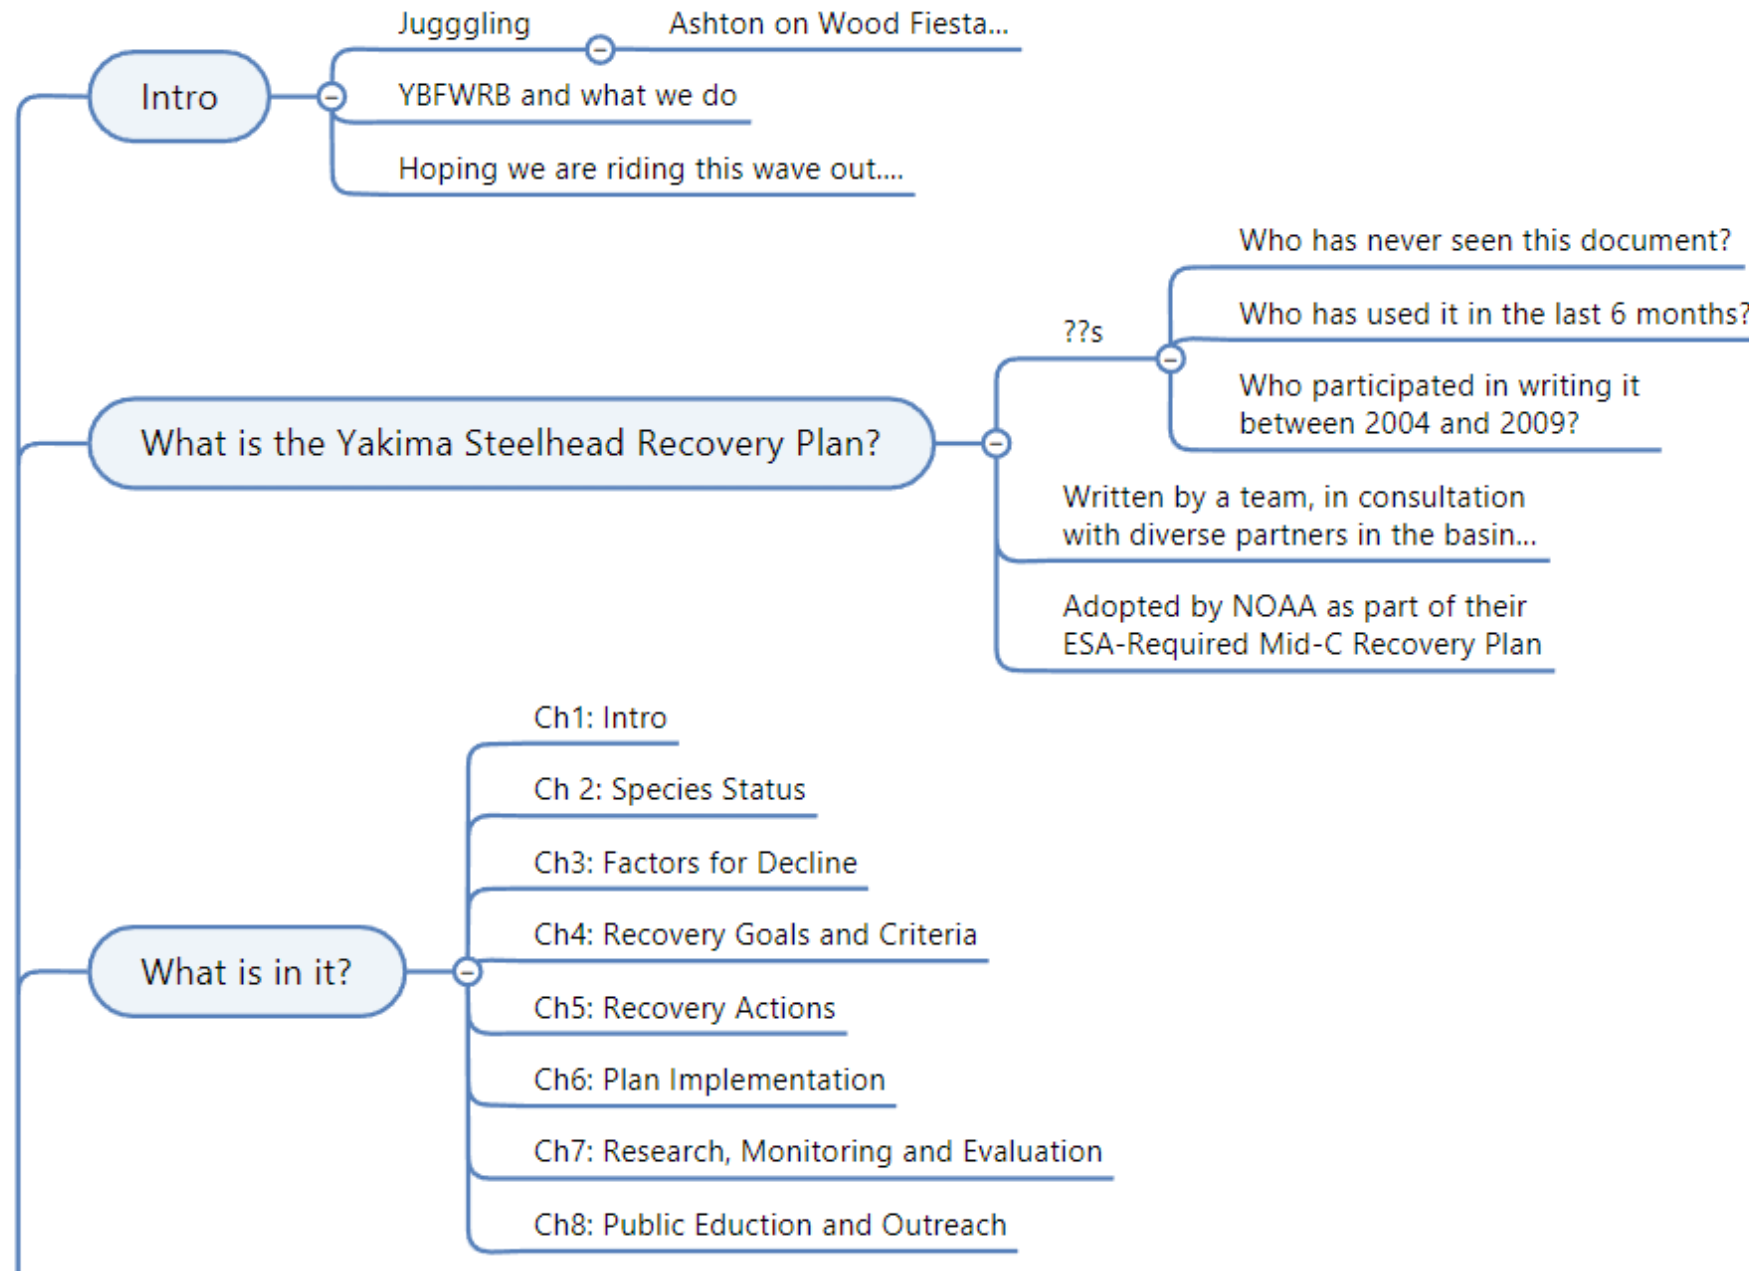 Jugggling
Ashton on Wood Fiesta...
Intro
YBFWRB and what we do
Hoping we are riding this wave out....
Who has never seen this document?
??s
Who has used it in the last 6 months?
Who participated in writing it
between 2004 and 2009?
What is the Yakima Steelhead Recovery Plan?
Written by a team, in consultation
with diverse partners in the basin...
Adopted by NOAA as part of their
ESA-Required Mid-C Recovery Plan
What is in it?
Ch1: Intro
Ch 2: Species Status
Ch3: Factors for Decline
Ch4: Recovery Goals and Criteria
Ch5: Recovery Actions
Ch6: Plan Implementation
Ch7: Research, Monitoring and Evaluation
Ch8: Public Eduction and Outreach